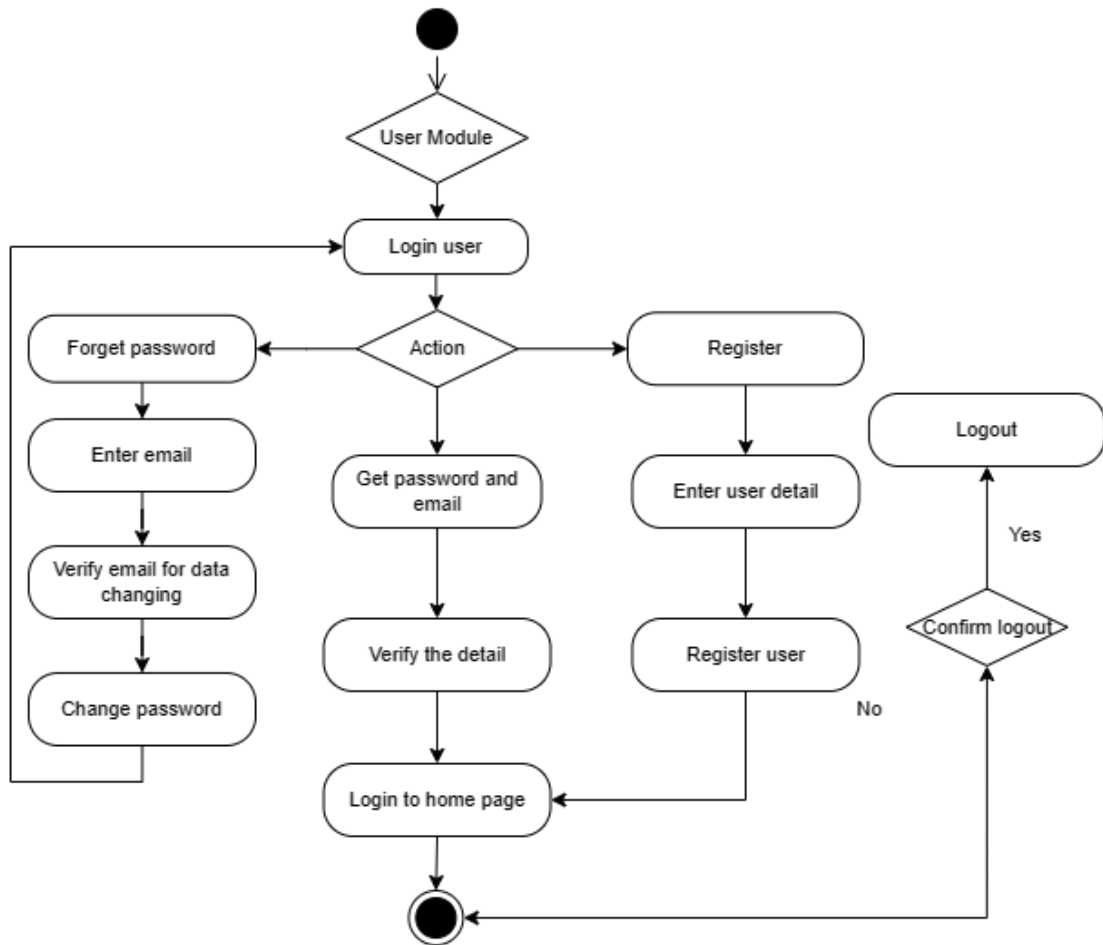 User Module
Login user
Forget password
Action
Register
Enter email
Get password and
email
Enter user detail
Logout
Yes
Verify email for data
changing
Verify the detail
Register user
Confirm logout
Change password
No
Login to home page